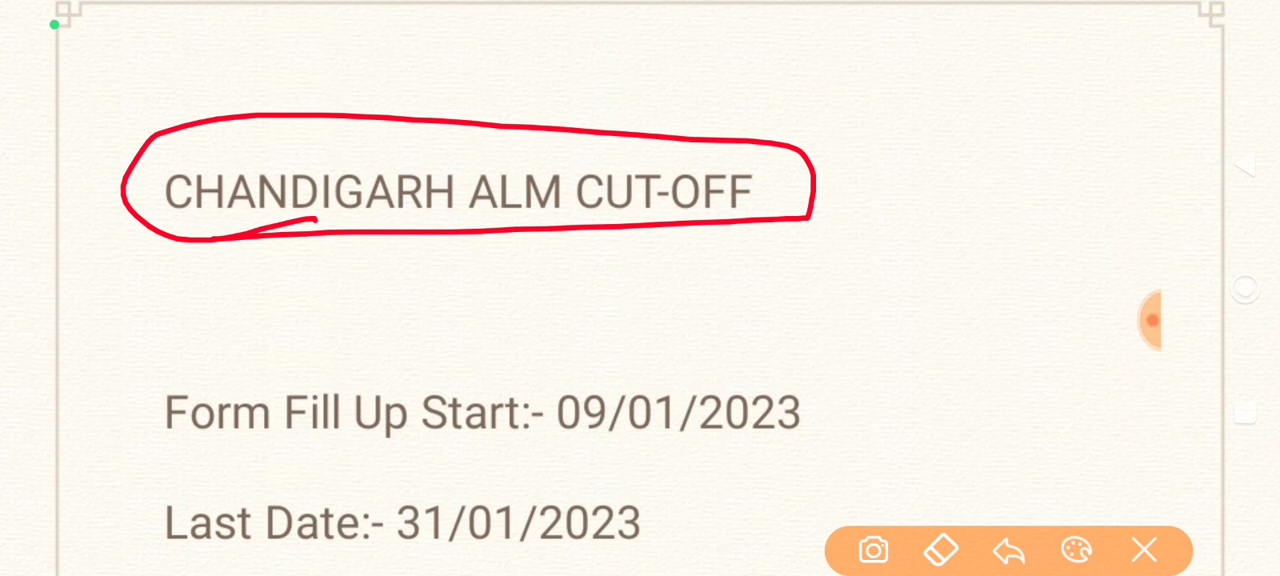 CHANDIGARH ALM CUT-OFF
Form Fill Up Start:- 09/01/2023
Last Date:- 31/01/2023